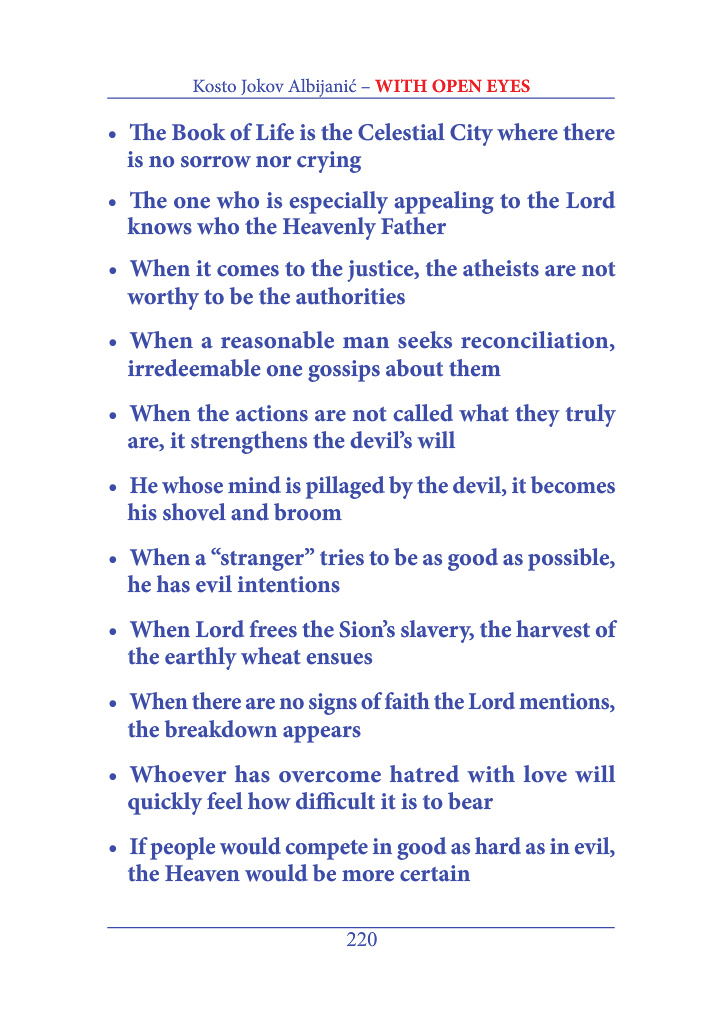 Kosto Jokov Albijanić – WITH OPEN EYES
• The Book of Life is the Celestial City where there
is no sorrow nor crying
• The one who is especially appealing to the Lord
knows who the Heavenly Father
• When it comes to the justice, the atheists are not
worthy to be the authorities
• When a reasonable man seeks reconciliation,
irredeemable one gossips about them
• When the actions are not called what they truly
are, it strengthens the devil’s will
• He whose mind is pillaged by the devil, it becomes
his shovel and broom
• When a “stranger” tries to be as good as possible,
he has evil intentions
• When Lord frees the Sion’s slavery, the harvest of
the earthly wheat ensues
• When there are no signs of faith the Lord mentions,
the breakdown appears
• Whoever has overcome hatred with love will
quickly feel how difficult it is to bear
• If people would compete in good as hard as in evil,
the Heaven would be more certain
220